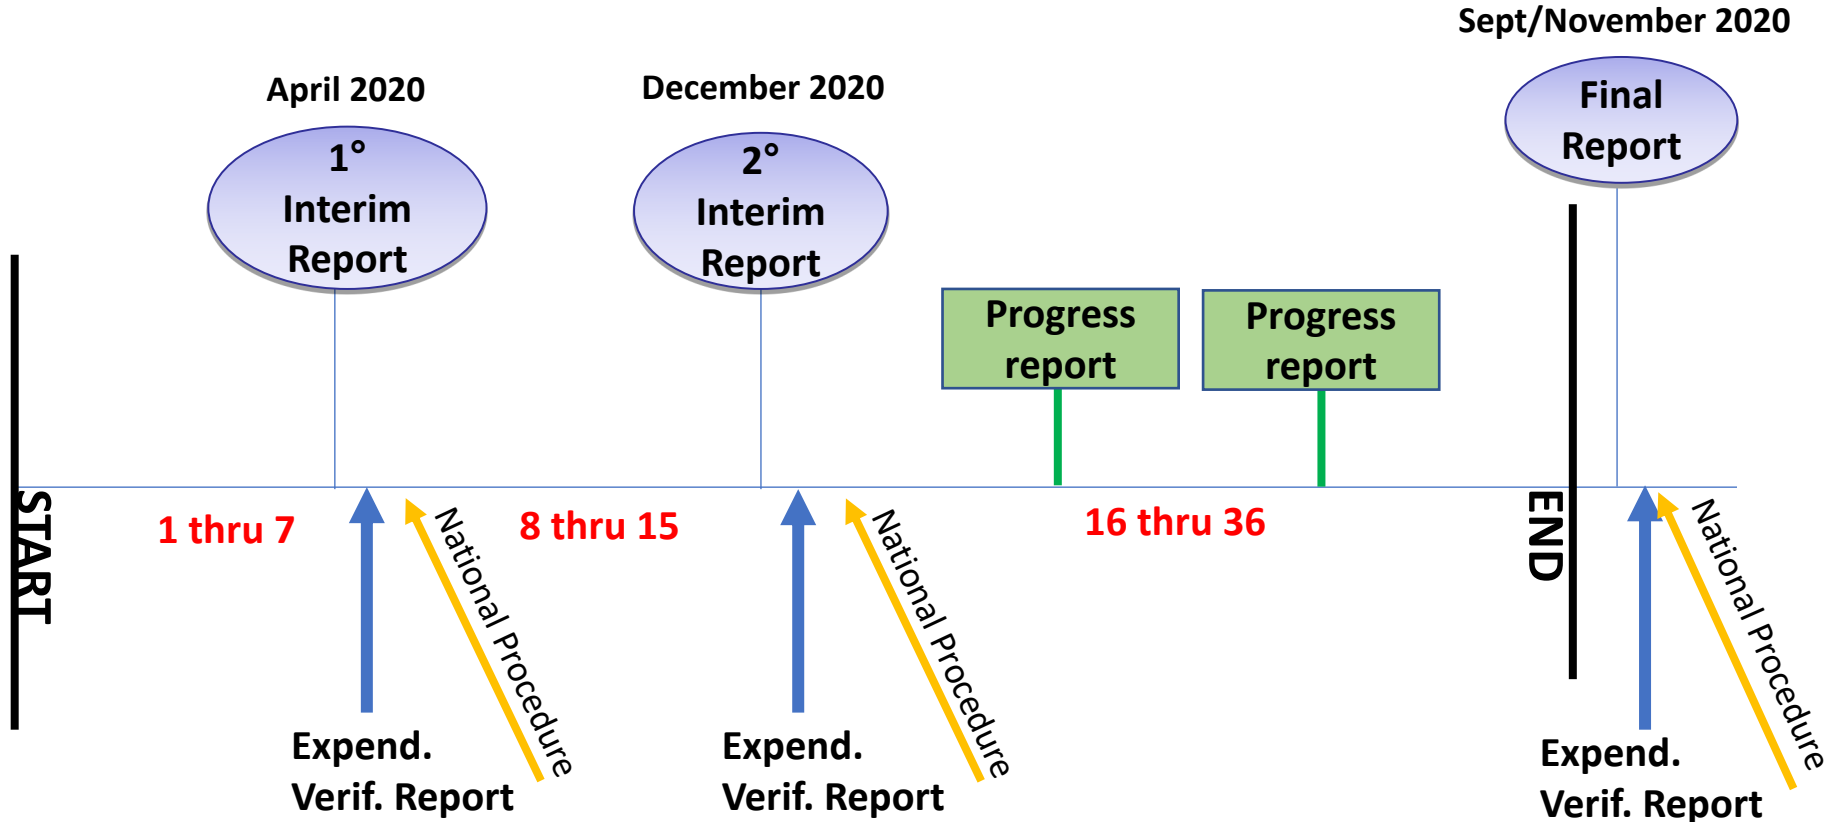 Sept/November 2020
April 2020
December 2020
Final
Report
1°
Interim
Report
2°
Interim
Report
Progress
report
Progress
report
START
1 thru 7
National Procedure
8 thru 15
National Procedure
16 thru 36
END
National Procedure
Expend.
Verif. Report
Expend.
Verif. Report
Expend.
Verif. Report